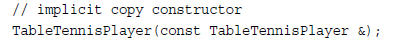 // implicit copy constructor
TableTennisPlayer(const TableTennisPlayer &);